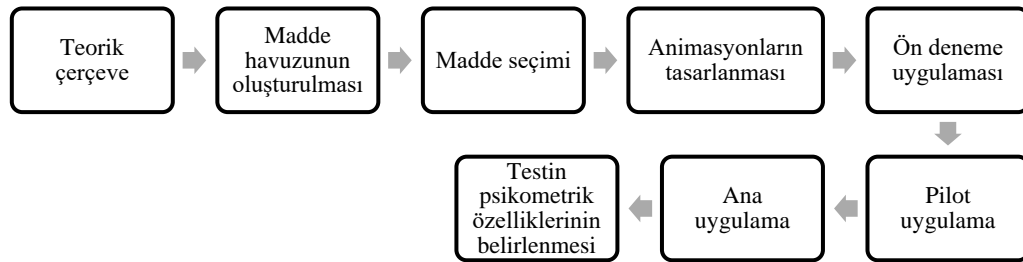 Teorik
çerçeve
Madde
havuzunun
oluşturulması
Madde seçimi
Animasyonların
tasarlanması
Ön deneme
uygulaması
Pilot
uygulama
Ana
uygulama
Testin
psikometrik
özelliklerinin
belirlenmesi